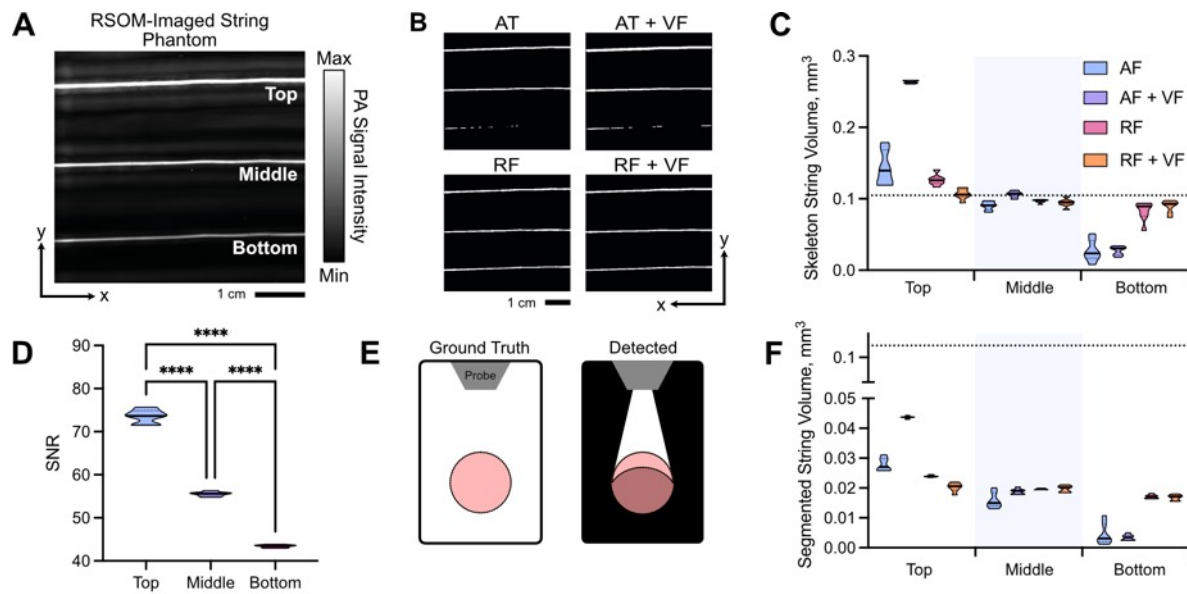 A
RSOM-Imaged String
Phantom
Top
Middle
Bottom
Max
PA Signal Intensity
Min
y
x
1 cm
B
AT
AT + VF
RF
RF + VF
1 cm
y
x
C
Skeleton String Volume, mm³
0.3
0.2
0.1
0.0
AF
AF + VF
RF
RF + VF
Top
Middle
Bottom
D
SNR
90
80
70
60
50
40
****
****
****
Top
Middle
Bottom
E
Ground Truth
Detected
Probe
F
Segmented String Volume, mm³
0.1
0.05
0.04
0.03
0.02
0.01
0.00
Top
Middle
Bottom